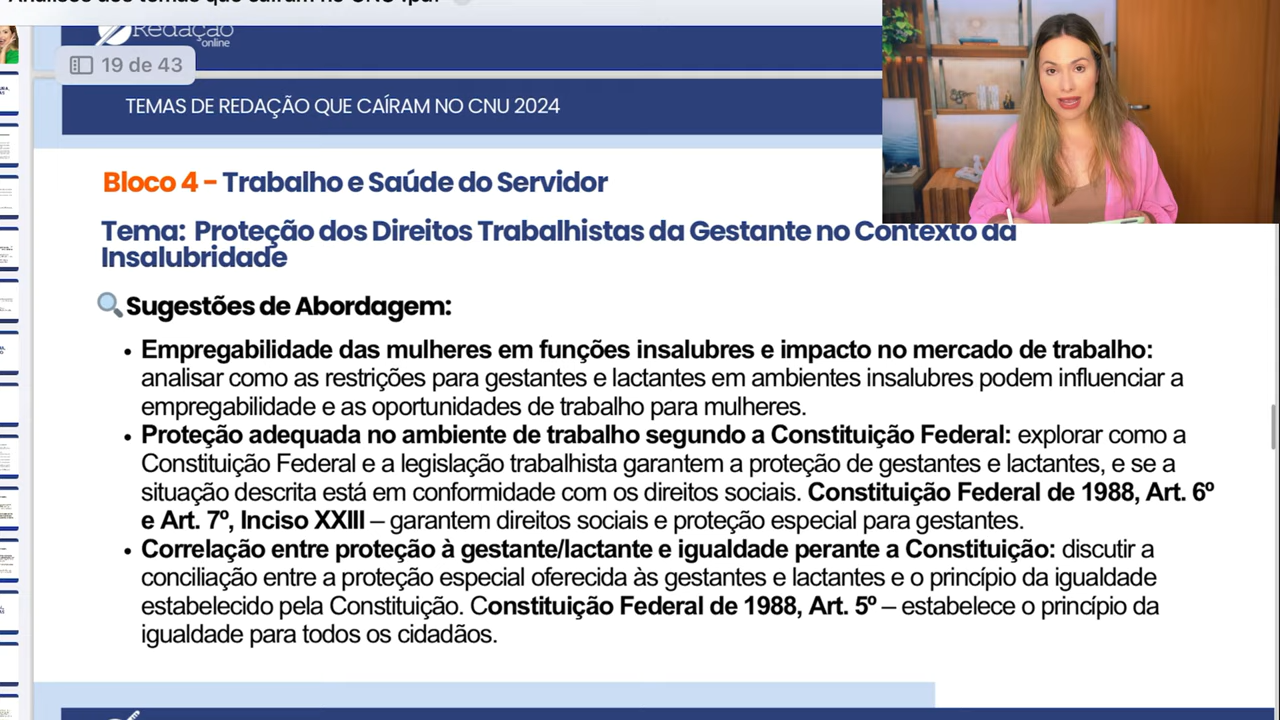 Redação
online
19 de 43
TEMAS DE REDAÇÃO QUE CAÍRAM NO CNU 2024
Bloco 4 - Trabalho e Saúde do Servidor
Tema: Proteção dos Direitos Trabalhistas da Gestante no Contexto da
Insalubridade
Sugestões de Abordagem:
• Empregabilidade das mulheres em funções insalubres e impacto no mercado de trabalho:
analisar como as restrições para gestantes e lactantes em ambientes insalubres podem influenciar a
empregabilidade e as oportunidades de trabalho para mulheres.
• Proteção adequada no ambiente de trabalho segundo a Constituição Federal: explorar como a
Constituição Federal e a legislação trabalhista garantem a proteção de gestantes e lactantes, e se a
situação descrita está em conformidade com os direitos sociais. Constituição Federal de 1988, Art. 6º
e Art. 7º, Inciso XXIII – garantem direitos sociais e proteção especial para gestantes.
• Correlação entre proteção à gestante/lactante e igualdade perante a Constituição: discutir a
conciliação entre a proteção especial oferecida às gestantes e lactantes e o princípio da igualdade
estabelecido pela Constituição. Constituição Federal de 1988, Art. 5º – estabelece o princípio da
igualdade para todos os cidadãos.